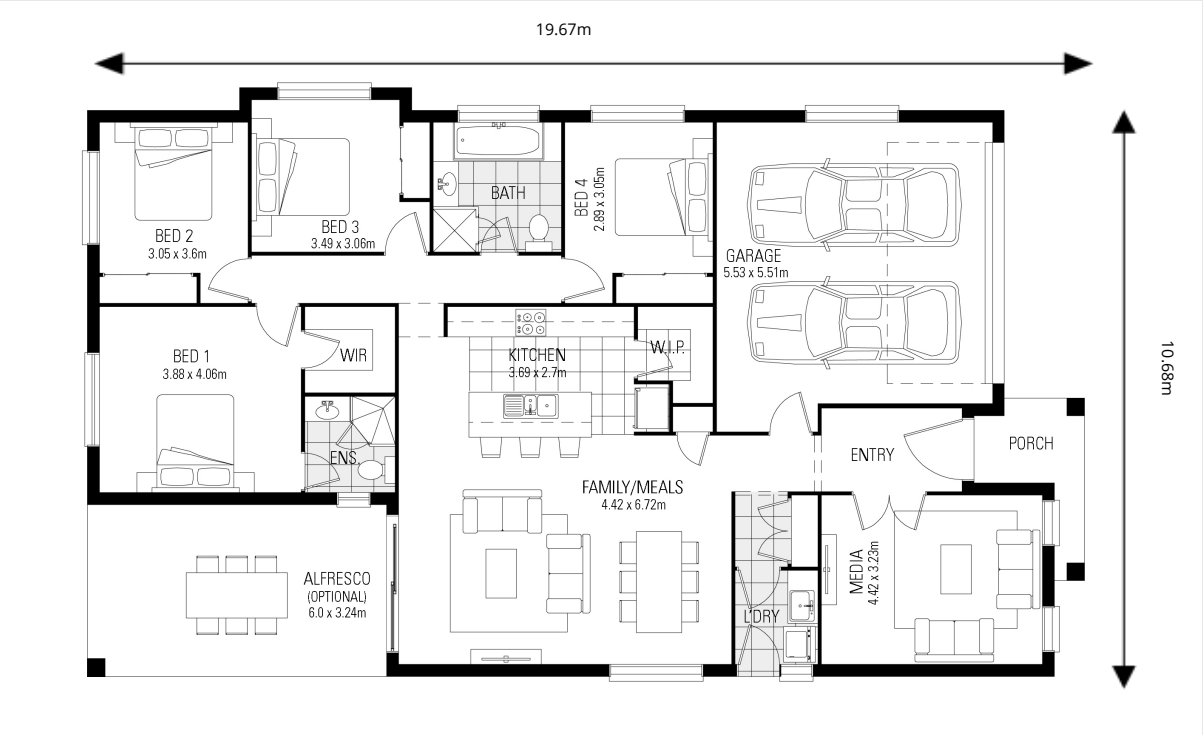 19.67m
10.68m
BED 2
3.05 x 3.6m
BED 3
3.49 x 3.06m
BATH
BED 4
2.89 x 3.05m
GARAGE
5.53 x 5.51m
BED 1
3.88 x 4.06m
WIR
KITCHEN
3.69 x 2.7m
W.I.P.
ENS.
ENTRY
PORCH
FAMILY/MEALS
4.42 x 6.72m
ALFRESCO
(OPTIONAL)
6.0 x 3.24m
L'DRY
MEDIA
4.42 x 3.23m